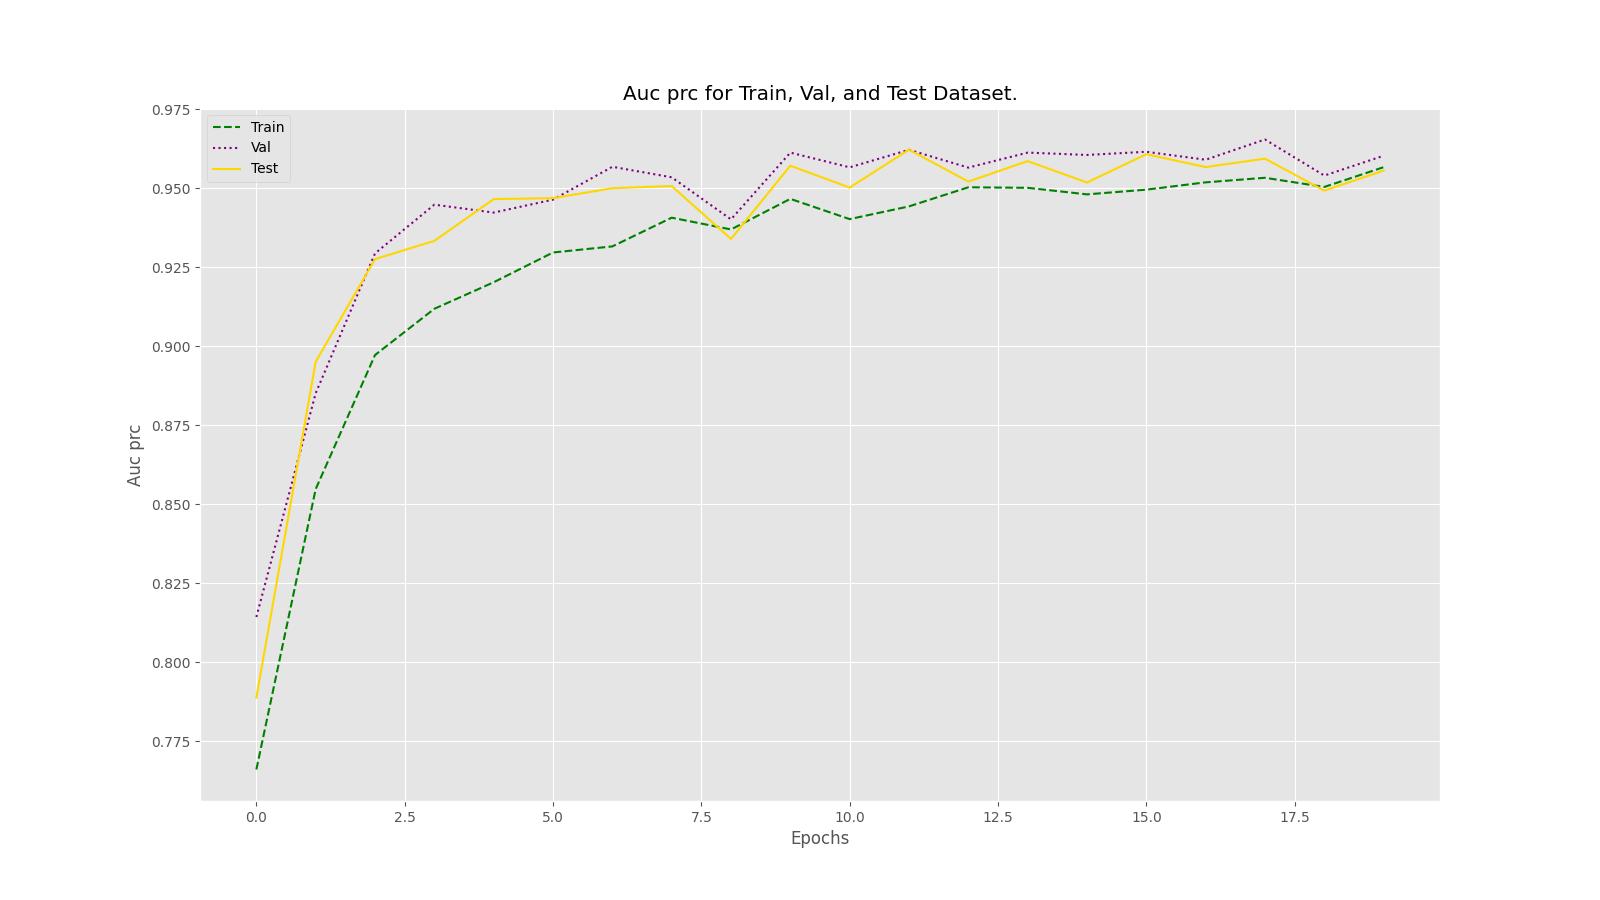 Auc prc for Train, Val, and Test Dataset.
Train
Val
Test
0.975
0.950
0.925
0.900
0.875
0.850
0.825
0.800
0.775
Auc prc
0.0 2.5 5.0 7.5 10.0 12.5 15.0 17.5
Epochs